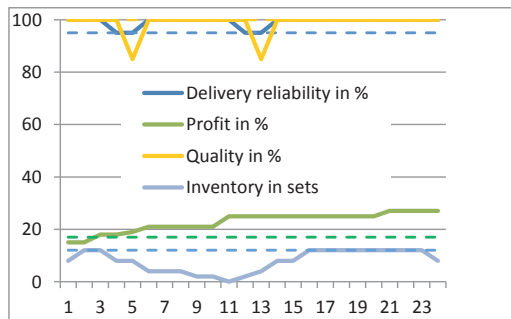 100
80
60
40
20
0
Delivery reliability in %
Profit in %
Quality in %
Inventory in sets
1 3 5 7 9 11 13 15 17 19 21 23